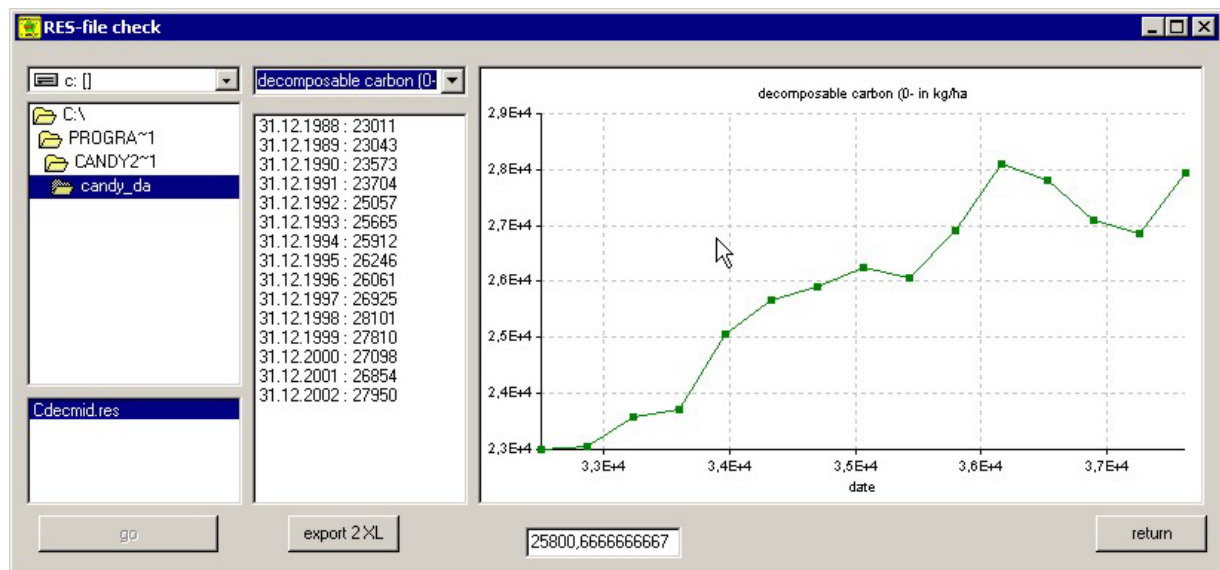 RES-file check
c: []
C:\
PROGRA~1
CANDY2~1
candy_da
Cdecmid.res
go
decomposable carbon (0-
31.12.1988 : 23011
31.12.1989 : 23043
31.12.1990 : 23573
31.12.1991 : 23704
31.12.1992 : 25057
31.12.1993 : 25665
31.12.1994 : 25912
31.12.1995 : 26246
31.12.1996 : 26061
31.12.1997 : 26925
31.12.1998 : 28101
31.12.1999 : 27810
31.12.2000 : 27098
31.12.2001 : 26854
31.12.2002 : 27950
export 2 XL
decomposable carbon (0- in kg/ha
2,9E+4
2,8E+4
2,7E+4
2,6E+4
2,5E+4
2,4E+4
2,3E+4
3,3E+4 3,4E+4 3,5E+4 3,6E+4 3,7E+4
date
25800,6666666667
return